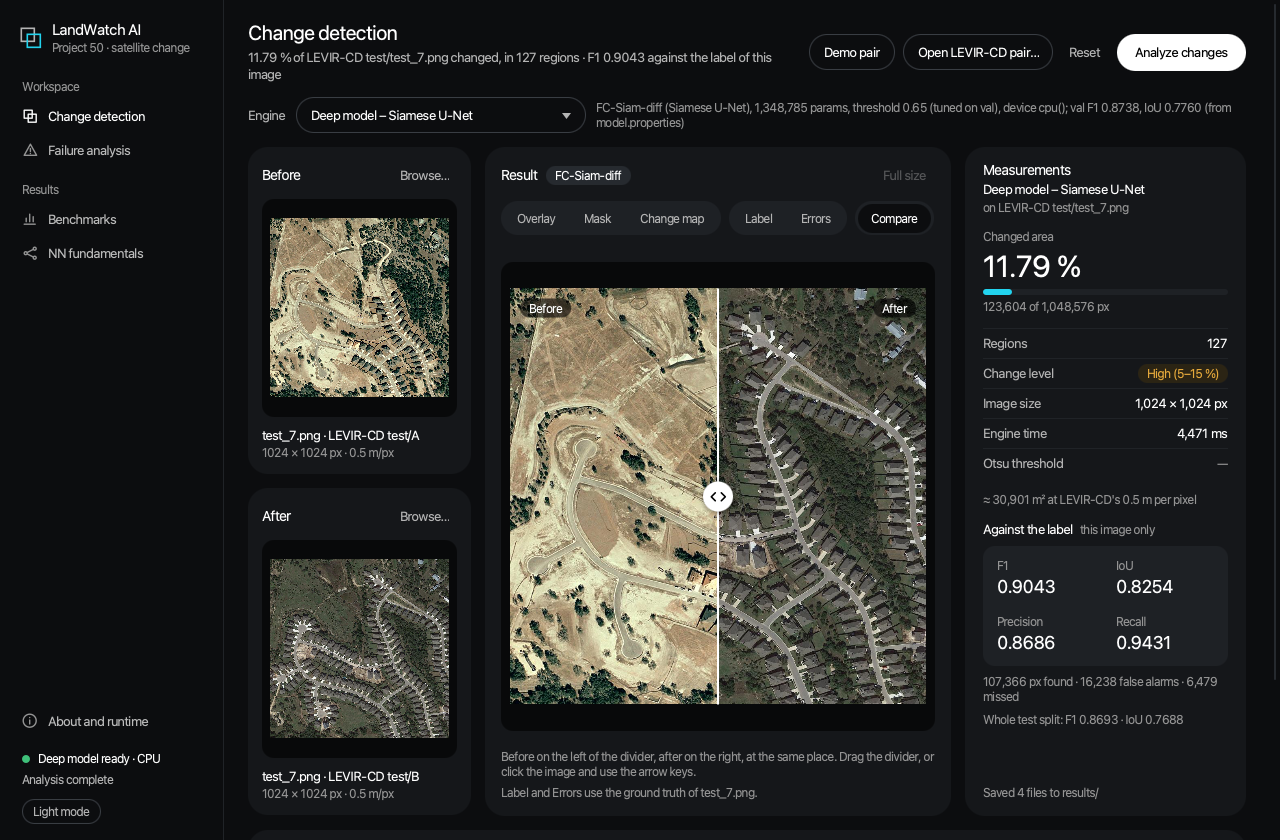 LandWatch AI
Project 50 · satellite change
Workspace
Change detection
Failure analysis
Results
Benchmarks
NN fundamentals
About and runtime
Deep model ready · CPU
Analysis complete
Light mode
Change detection
11.79 % of LEVIR-CD test/test_7.png changed, in 127 regions · F1 0.9043 against the label of this
image
Demo pair
Open LEVIR-CD pair...
Reset
Analyze changes
Engine
Deep model – Siamese U-Net
FC-Siam-diff (Siamese U-Net), 1,348,785 params, threshold 0.65 (tuned on val), device cpu(); val F1 0.8738, IoU 0.7760 (from
model.properties)
Before
Browse...
test_7.png · LEVIR-CD test/A
1024 × 1024 px · 0.5 m/px
After
Browse...
test_7.png · LEVIR-CD test/B
1024 × 1024 px · 0.5 m/px
Result
FC-Siam-diff
Full size
Overlay
Mask
Change map
Label
Errors
Compare
Before
After
Before on the left of the divider, after on the right, at the same place. Drag the divider, or
click the image and use the arrow keys.
Label and Errors use the ground truth of test_7.png.
Measurements
Deep model – Siamese U-Net
on LEVIR-CD test/test_7.png
Changed area
11.79 %
123,604 of 1,048,576 px
Regions 127
Change level High (5–15 %)
Image size 1,024 × 1,024 px
Engine time 4,471 ms
Otsu threshold —
≈ 30,901 m² at LEVIR-CD's 0.5 m per pixel
Against the label this image only
F1 IoU
0.9043 0.8254
Precision Recall
0.8686 0.9431
107,366 px found · 16,238 false alarms · 6,479
missed
Whole test split: F1 0.8693 · IoU 0.7688
Saved 4 files to results/